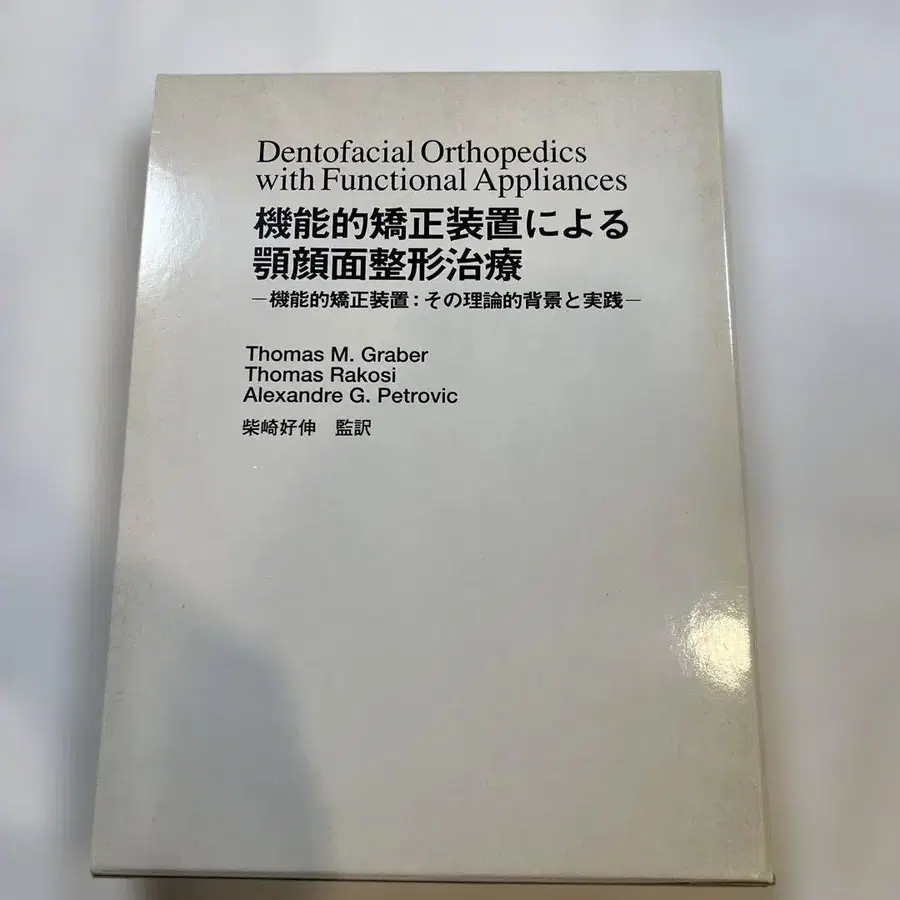 Dentofacial Orthopedics
with Functional Appliances
機能的矯正装置による
顎顔面整形治療
－機能的矯正装置：その理論的背景と実践－
Thomas M. Graber
Thomas Rakosi
Alexandre G. Petrovic
柴崎好伸　監訳